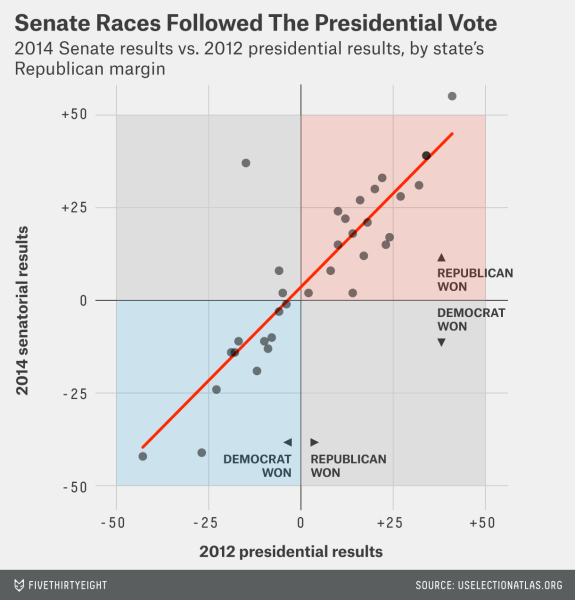 Senate Races Followed The Presidential Vote
2014 Senate results vs. 2012 presidential results, by state's
Republican margin
+50
+25
0
-25
-50
2014 senatorial results
▲
REPUBLICAN
WON
DEMOCRAT
WON
▼
◀ ▶
DEMOCRAT REPUBLICAN
WON WON
-50 -25 0 +25 +50
2012 presidential results
FIVETHIRTYEIGHT SOURCE: USELECTIONATLAS.ORG